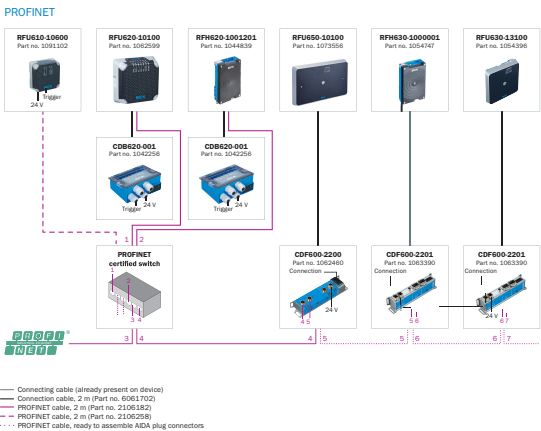 PROFINET
RFU610-10600
Part no. 1091102
Trigger
24 V
RFU620-10100
Part no. 1062599
RFH620-1001201
Part no. 1044839
RFU650-10100
Part no. 1073556
RFH630-1000001
Part no. 1054747
RFU630-13100
Part no. 1054396
CDB620-001
Part no. 1042256
24 V
Trigger
CDB620-001
Part no. 1042256
24 V
Trigger
1 2
PROFINET
certified switch
1
2
3 4
CDF600-2200
Part no. 1062460
Connection
24 V
4 5
CDF600-2201
Part no. 1063390
Connection
5 6
CDF600-2201
Part no. 1063390
Connection
24 V
6 7
PROFI
NET
®
3 4
4 5
5 6
6 7
Connecting cable (already present on device)
Connection cable, 2 m (Part no. 6061702)
PROFINET cable, 2 m (Part no. 2106182)
PROFINET cable, 2 m (Part no. 2106258)
PROFINET cable, ready to assemble AIDA plug connectors